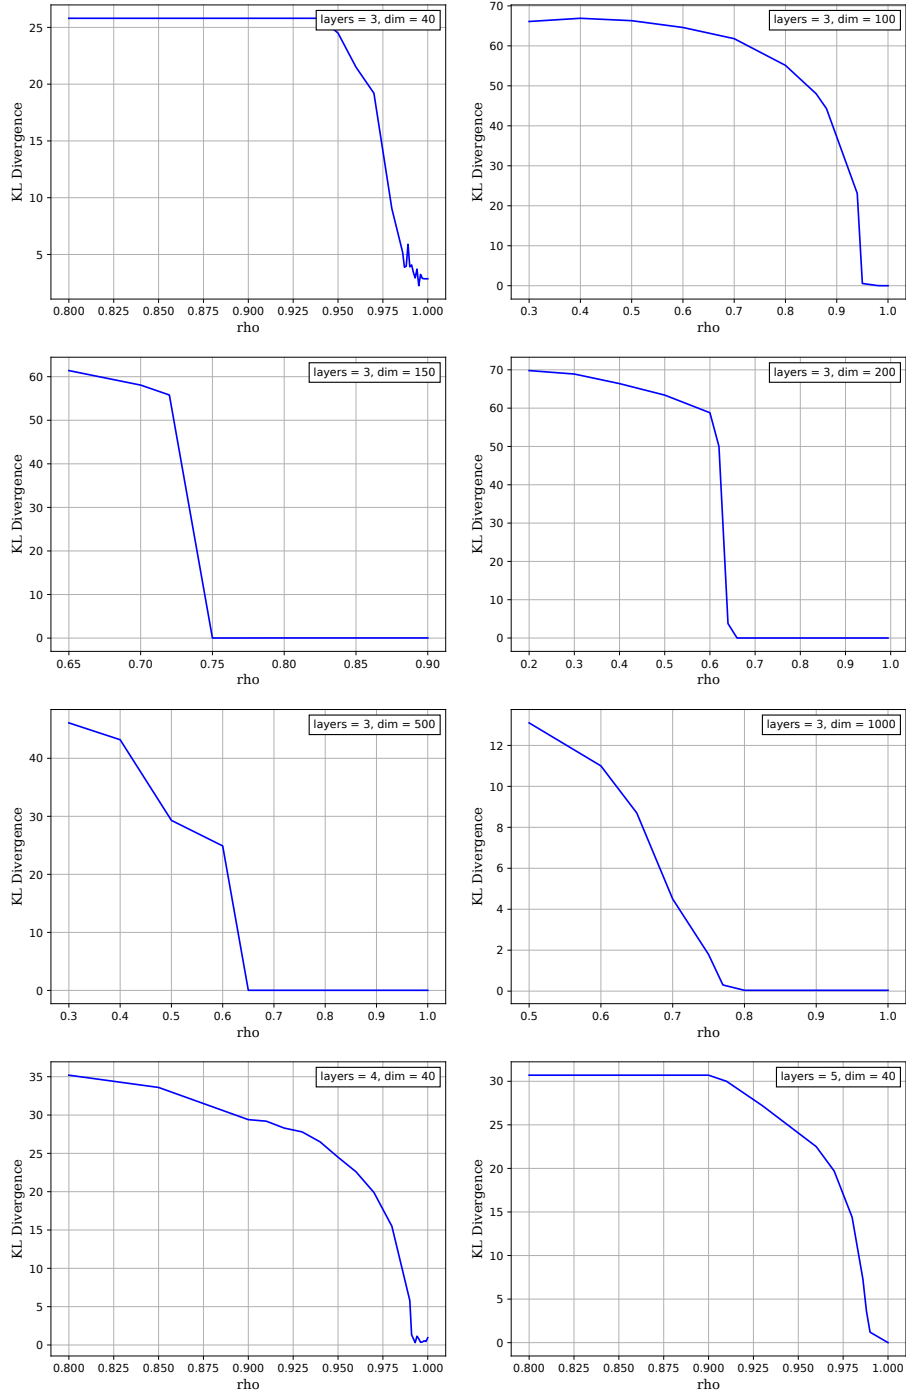 layers = 3, dim = 40
KL Divergence
25
20
15
10
5
0.800 0.825 0.850 0.875 0.900 0.925 0.950 0.975 1.000
rho
layers = 3, dim = 100
KL Divergence
70
60
50
40
30
20
10
0
0.3 0.4 0.5 0.6 0.7 0.8 0.9 1.0
rho
layers = 3, dim = 150
KL Divergence
60
50
40
30
20
10
0
0.65 0.70 0.75 0.80 0.85 0.90
rho
layers = 3, dim = 200
KL Divergence
70
60
50
40
30
20
10
0
0.2 0.3 0.4 0.5 0.6 0.7 0.8 0.9 1.0
rho
layers = 3, dim = 500
KL Divergence
40
30
20
10
0
0.3 0.4 0.5 0.6 0.7 0.8 0.9 1.0
rho
layers = 3, dim = 1000
KL Divergence
12
10
8
6
4
2
0
0.5 0.6 0.7 0.8 0.9 1.0
rho
layers = 4, dim = 40
KL Divergence
35
30
25
20
15
10
5
0
0.800 0.825 0.850 0.875 0.900 0.925 0.950 0.975 1.000
rho
layers = 5, dim = 40
KL Divergence
30
25
20
15
10
5
0
0.800 0.825 0.850 0.875 0.900 0.925 0.950 0.975 1.000
rho